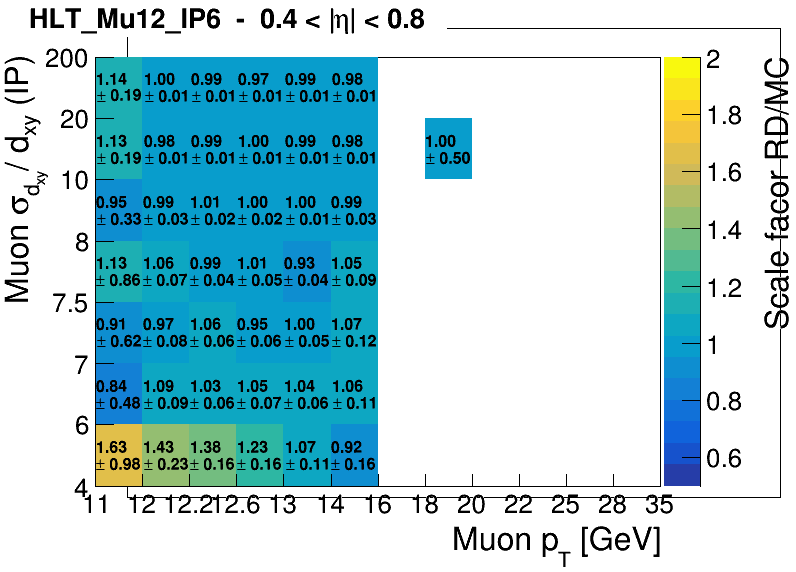 HLT_Mu12_IP6 - 0.4 < |η| < 0.8
Muon σ_{d_{xy}} / d_{xy} (IP)
200
1.14 1.00 0.99 0.97 0.99 0.98
± 0.19 ± 0.01 ± 0.01 ± 0.01 ± 0.01 ± 0.01
20
1.13 0.98 0.99 1.00 0.99 0.98 1.00
± 0.19 ± 0.01 ± 0.01 ± 0.01 ± 0.01 ± 0.01 ± 0.50
10
0.95 0.99 1.01 1.00 1.00 0.99
± 0.33 ± 0.03 ± 0.02 ± 0.02 ± 0.01 ± 0.03
8
1.13 1.06 0.99 1.01 0.93 1.05
± 0.86 ± 0.07 ± 0.04 ± 0.05 ± 0.04 ± 0.09
7.5
0.91 0.97 1.06 0.95 1.00 1.07
± 0.62 ± 0.08 ± 0.06 ± 0.06 ± 0.05 ± 0.12
7
0.84 1.09 1.03 1.05 1.04 1.06
± 0.48 ± 0.09 ± 0.06 ± 0.07 ± 0.06 ± 0.11
6
1.63 1.43 1.38 1.23 1.07 0.92
± 0.98 ± 0.23 ± 0.16 ± 0.16 ± 0.11 ± 0.16
4
11 12 12.2 12.6 13 14 16 18 20 22 25 28 35
Muon p_T [GeV]
2
1.8
1.6
1.4
1.2
1
0.8
0.6
Scale facor RD/MC